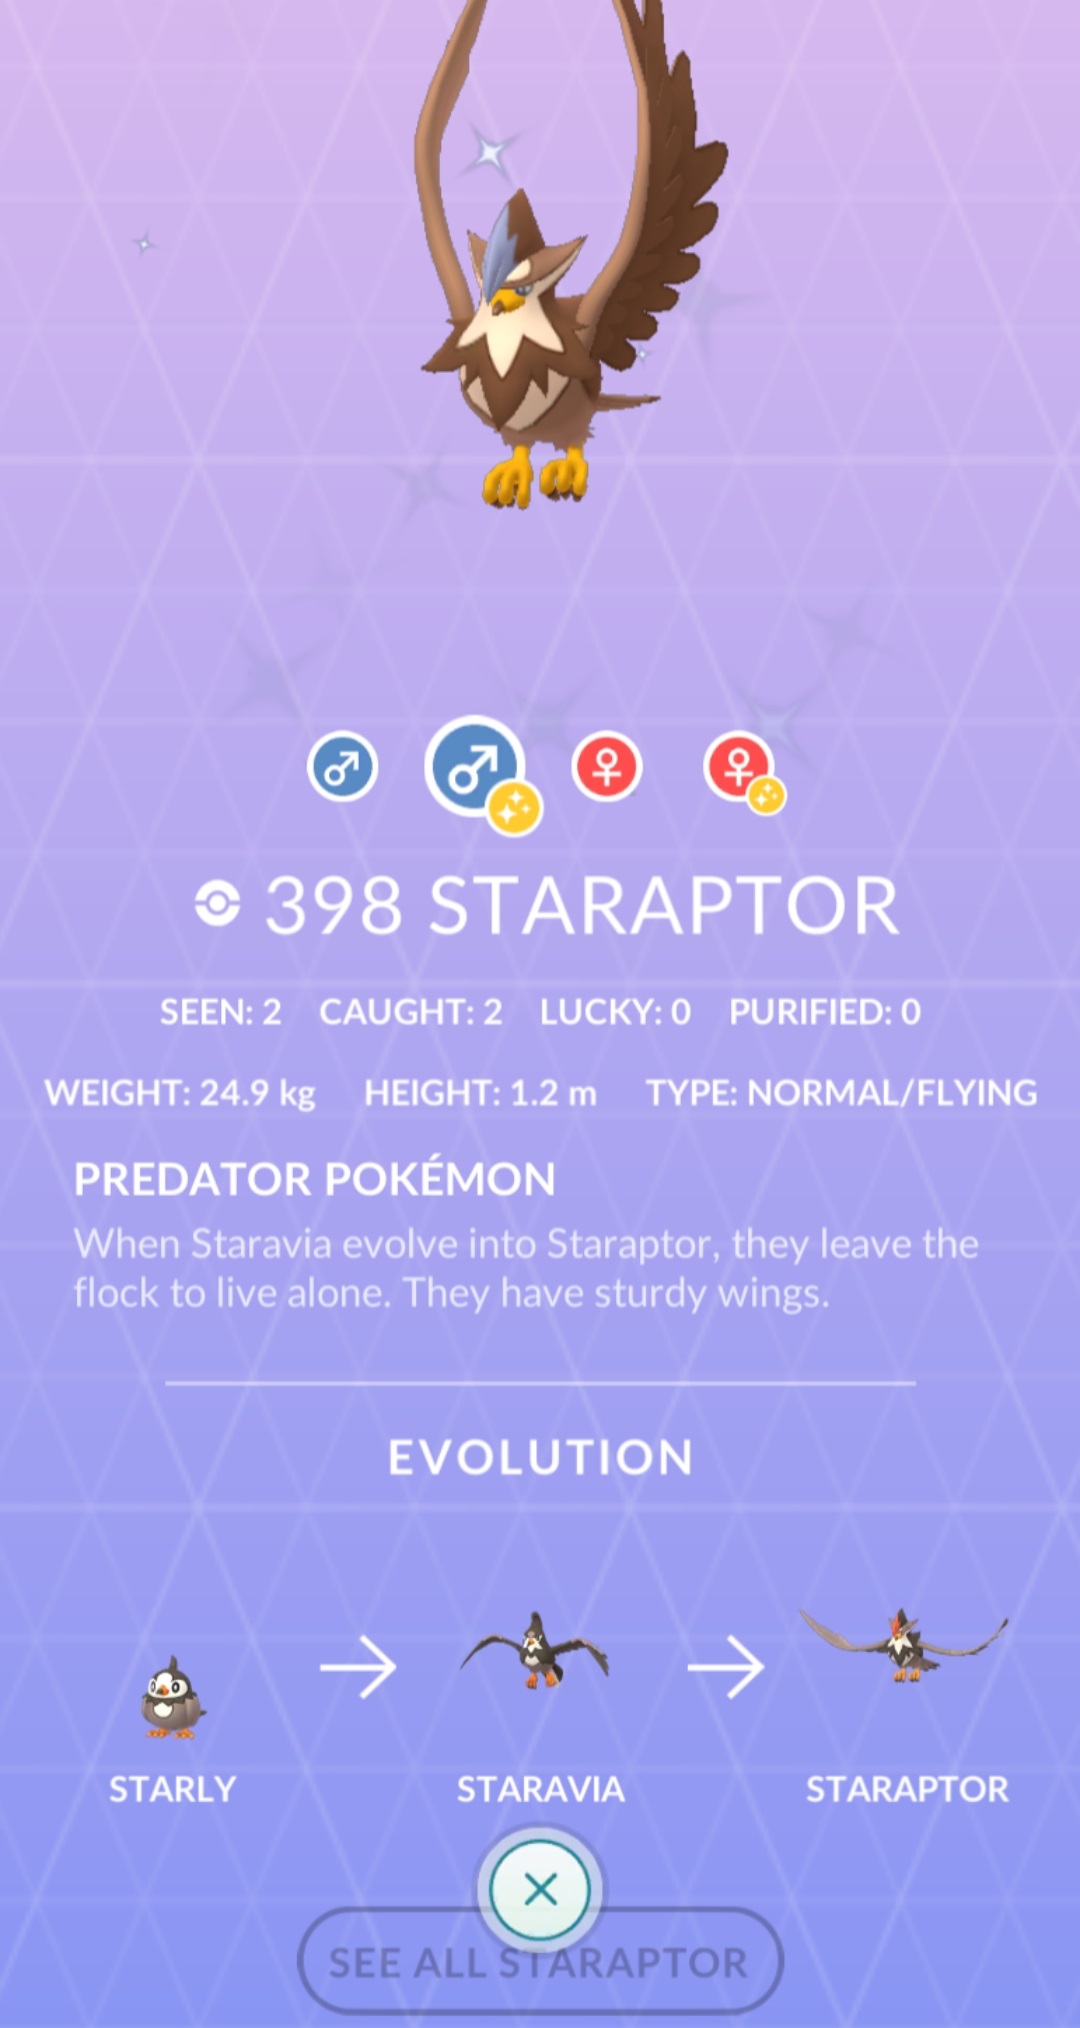 398 STARAPTOR
SEEN: 2 CAUGHT: 2 LUCKY: 0 PURIFIED: 0
WEIGHT: 24.9 kg HEIGHT: 1.2 m TYPE: NORMAL/FLYING
PREDATOR POKÉMON
When Staravia evolve into Staraptor, they leave the
flock to live alone. They have sturdy wings.
EVOLUTION
STARLY STARAVIA STARAPTOR
SEE ALL STARAPTOR